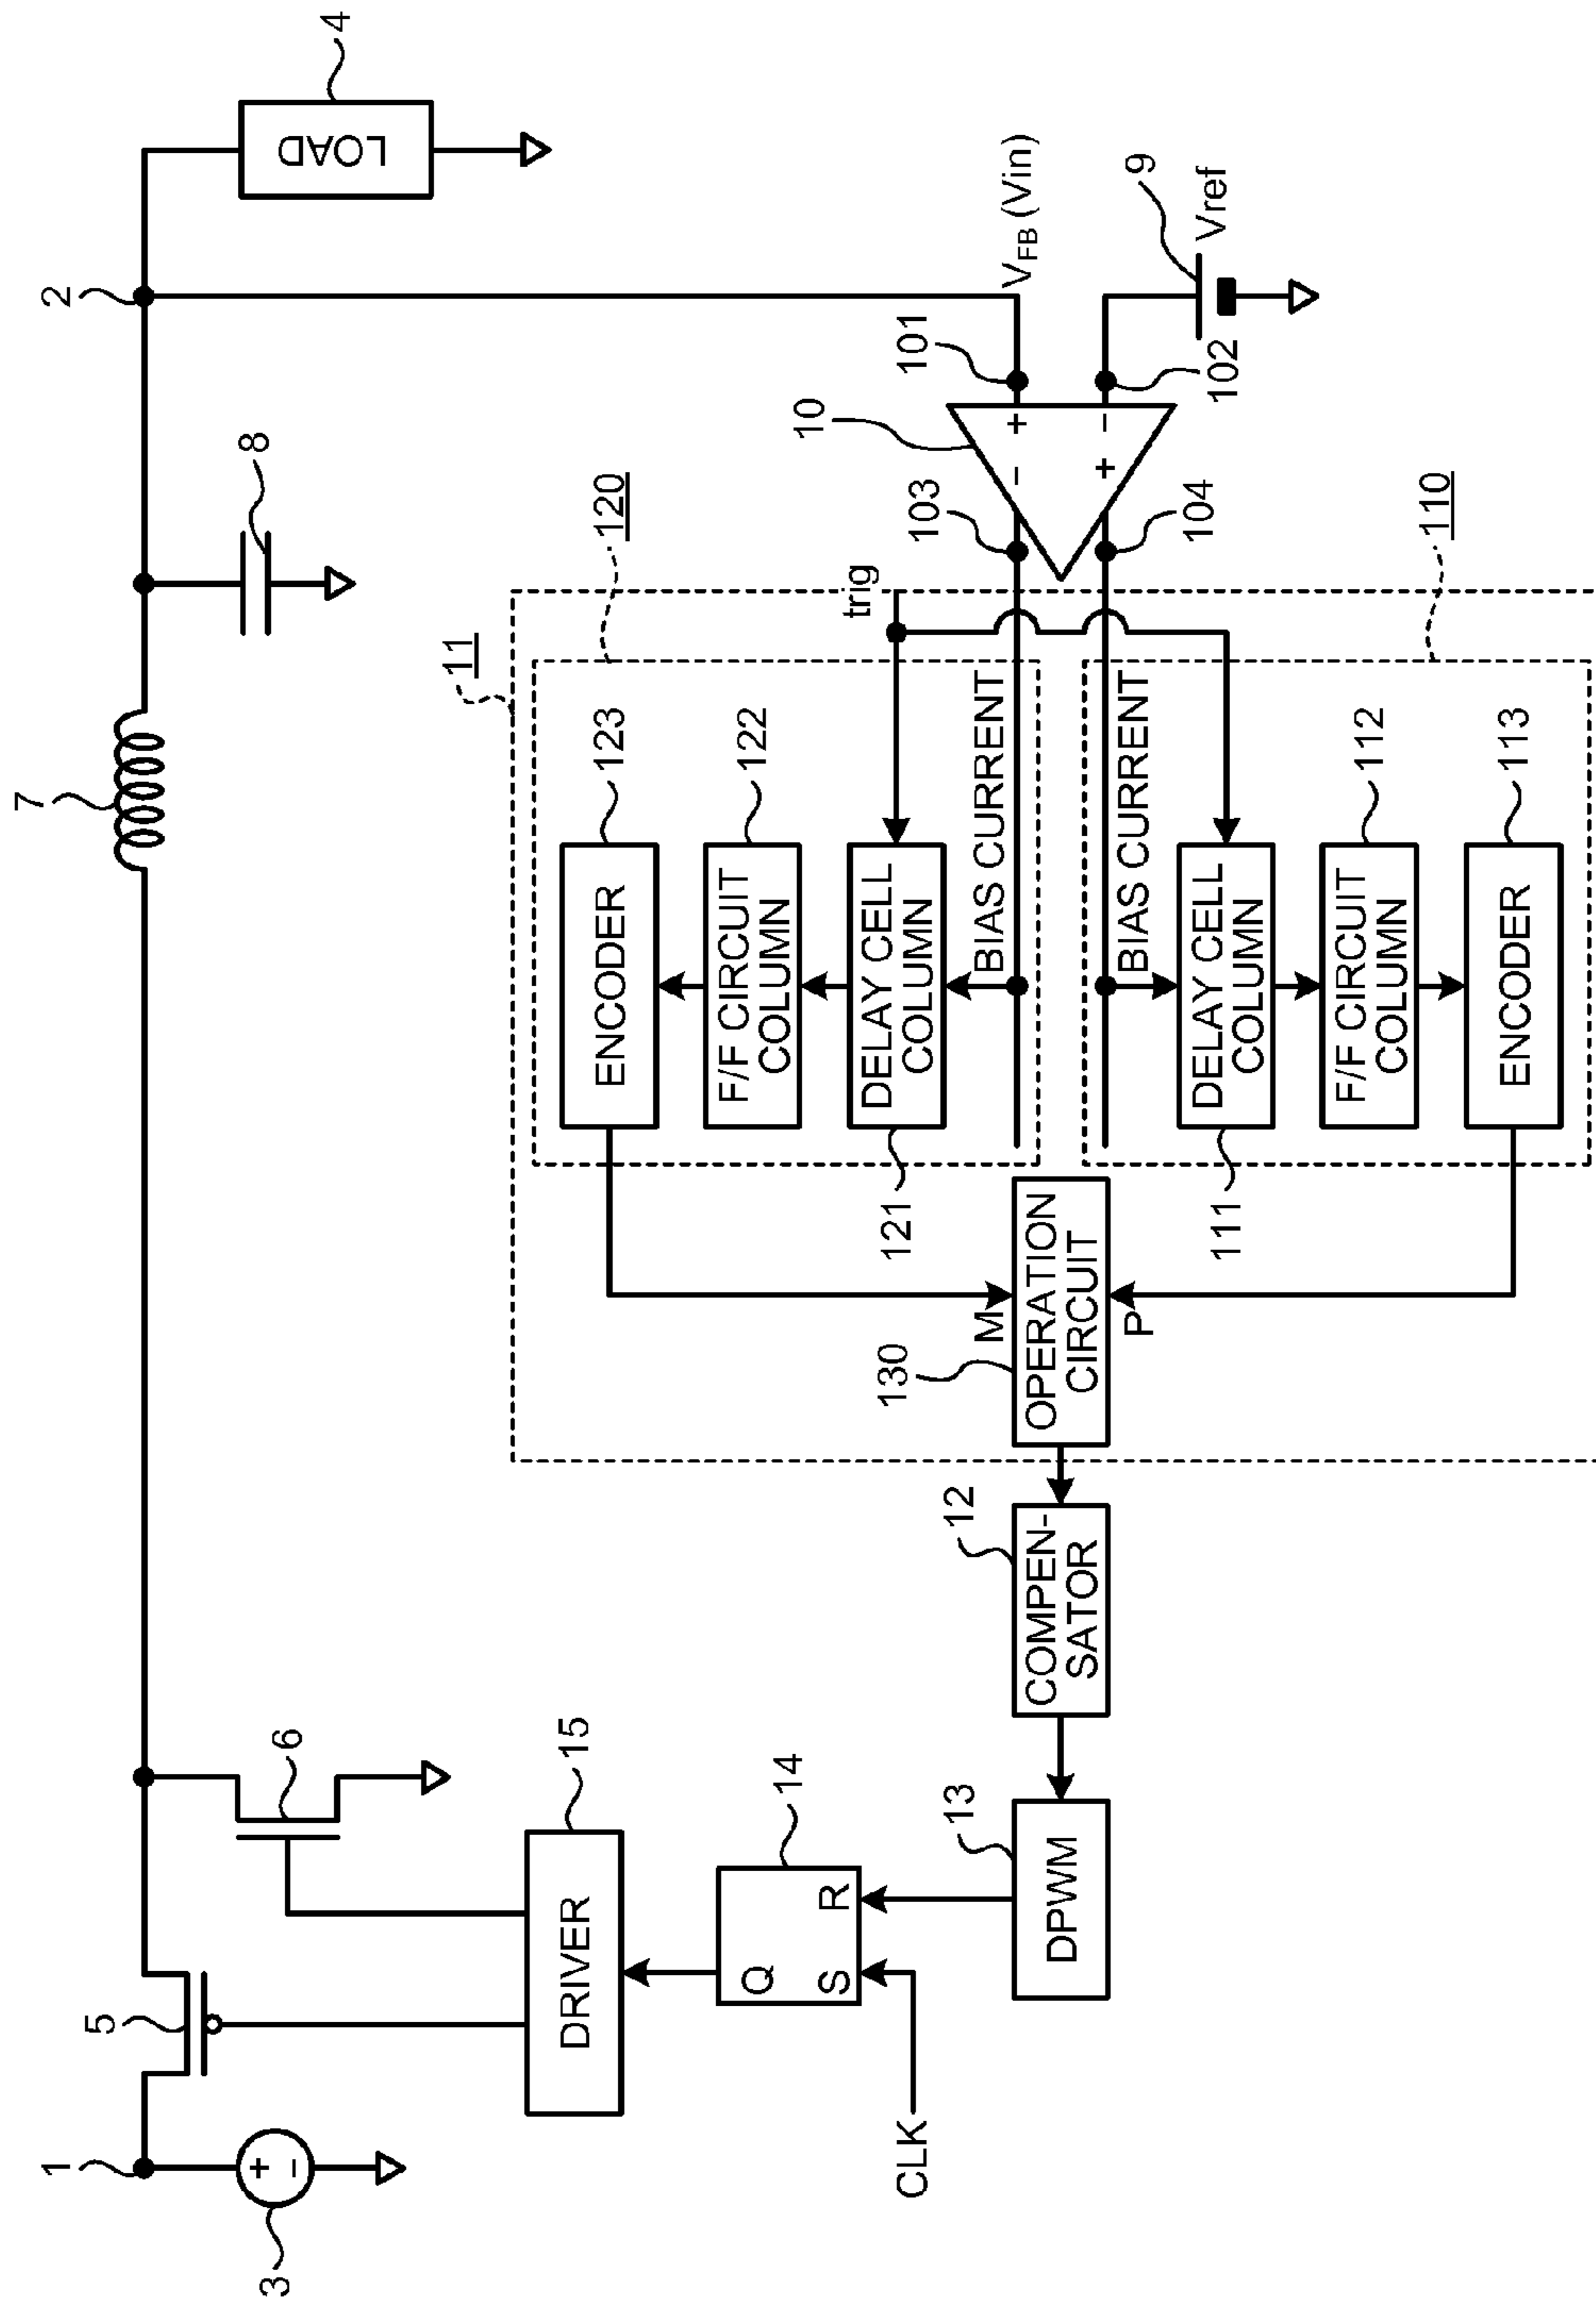 1
2
3
4
LOAD
5
6
7
8
15
DRIVER
14
Q
S
R
CLK
13
DPWM
12
COMPEN-
SATOR
11
120
123
ENCODER
122
F/F CIRCUIT
COLUMN
121
DELAY CELL
COLUMN
trig
BIAS CURRENT
130
M
OPERATION
CIRCUIT
P
103
10
101
VFB (Vin)
+
-
-
+
104
102
9
Vref
BIAS CURRENT
111
DELAY CELL
COLUMN
112
F/F CIRCUIT
COLUMN
113
ENCODER
110
+
-